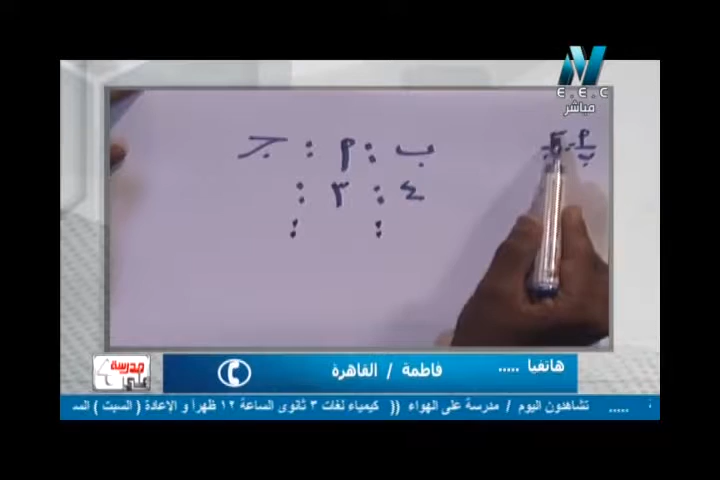 E.E.C
مباشر
ب : أ : جـ
٤ : ٣ :
: :
أ/ب =
مدرسة
على
هاتفيا ..... فاطمة / القاهرة
..... تشاهدون اليوم / مدرسة على الهواء (( كيمياء لغات ٣ ثانوى الساعة ١٢ ظهراً و الإعادة ( السبت ) السـ